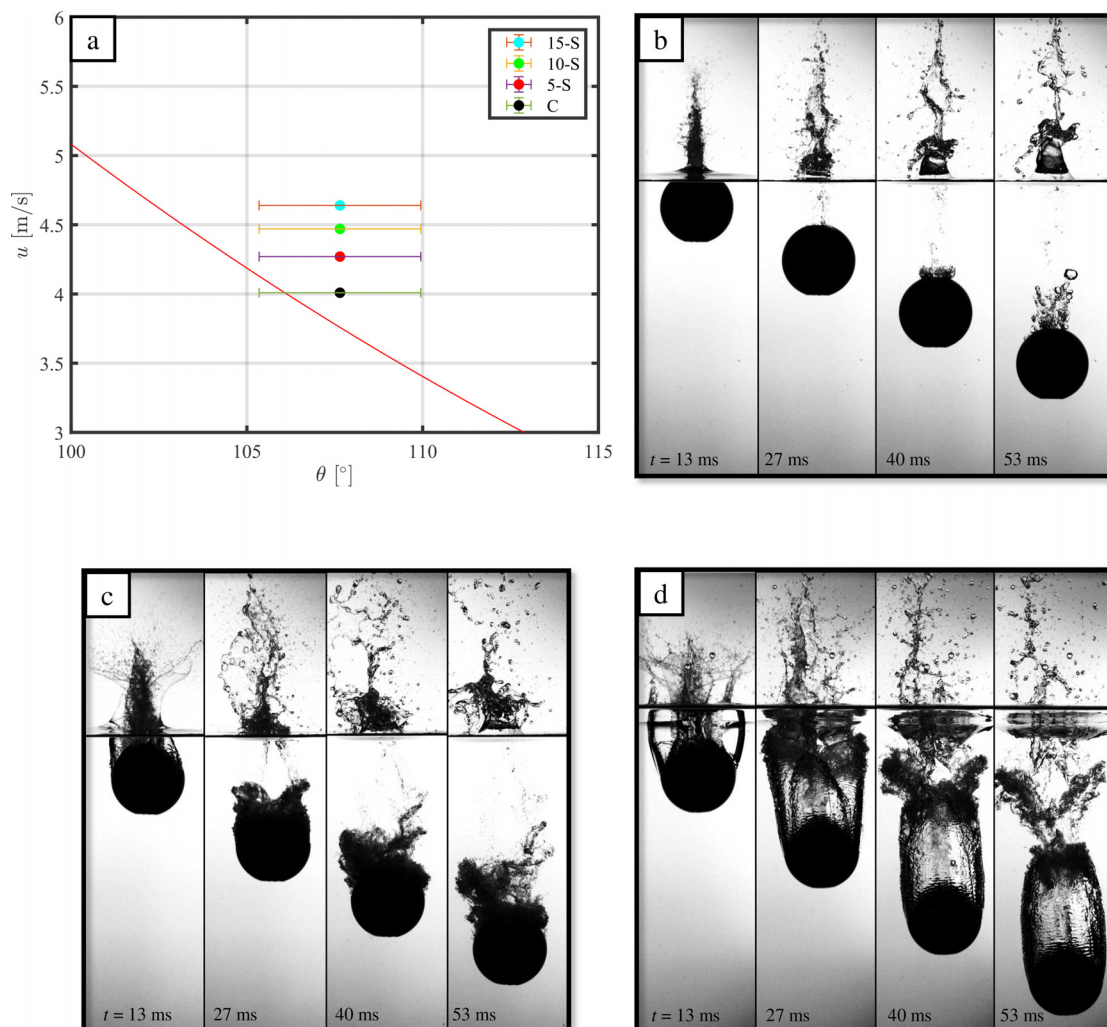 a
6
5.5
5
4.5
4
3.5
3
u [m/s]
100
105
110
115
θ [°]
15-S
10-S
5-S
C
b
t = 13 ms
27 ms
40 ms
53 ms
c
t = 13 ms
27 ms
40 ms
53 ms
d
t = 13 ms
27 ms
40 ms
53 ms